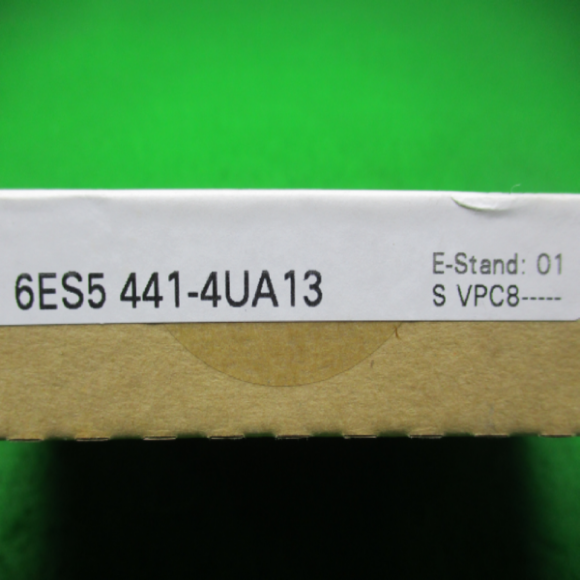 6ES5 441-4UA13
E-Stand: 01
S VPC8-----